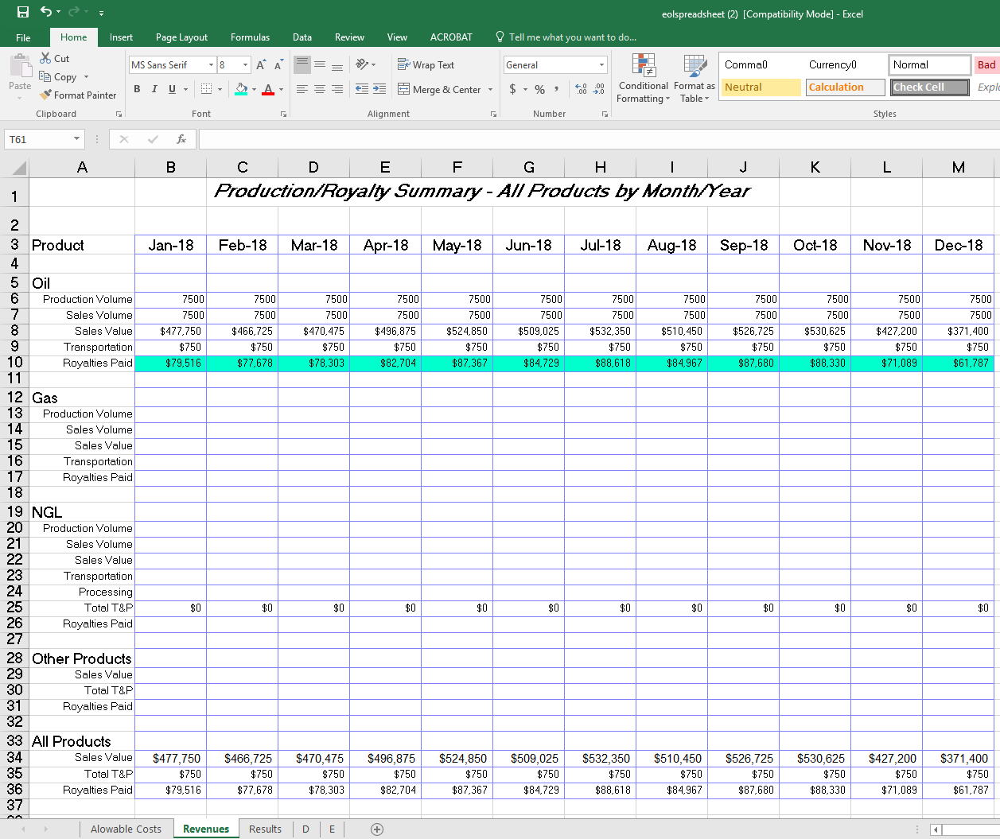 eolspreadsheet (2) [Compatibility Mode] - Excel
File Home Insert Page Layout Formulas Data Review View ACROBAT Tell me what you want to do...
Cut MS Sans Serif 8 A A Wrap Text General Comma0 Currency0 Normal Bad
Paste Copy Conditional Formatting Format as Table
Format Painter B I U A Merge & Center $ % , .00 Neutral Calculation Check Cell
Clipboard Font Alignment Number Styles
T61 fx
A B C D E F G H I J K L M
1 Production/Royalty Summary - All Products by Month/Year
2
3 Product Jan-18 Feb-18 Mar-18 Apr-18 May-18 Jun-18 Jul-18 Aug-18 Sep-18 Oct-18 Nov-18 Dec-18
4
5 Oil
6 Production Volume 7500 7500 7500 7500 7500 7500 7500 7500 7500 7500 7500 7500
7 Sales Volume 7500 7500 7500 7500 7500 7500 7500 7500 7500 7500 7500 7500
8 Sales Value $477,750 $466,725 $470,475 $496,875 $524,850 $509,025 $532,350 $510,450 $526,725 $530,625 $427,200 $371,400
9 Transportation $750 $750 $750 $750 $750 $750 $750 $750 $750 $750 $750 $750
10 Royalties Paid $79,516 $77,678 $78,303 $82,704 $87,367 $84,729 $88,618 $84,967 $87,680 $88,330 $71,089 $61,787
11
12 Gas
13 Production Volume
14 Sales Volume
15 Sales Value
16 Transportation
17 Royalties Paid
18
19 NGL
20 Production Volume
21 Sales Volume
22 Sales Value
23 Transportation
24 Processing
25 Total T&P $0 $0 $0 $0 $0 $0 $0 $0 $0 $0 $0 $0
26 Royalties Paid
27
28 Other Products
29 Sales Value
30 Total T&P
31 Royalties Paid
32
33 All Products
34 Sales Value $477,750 $466,725 $470,475 $496,875 $524,850 $509,025 $532,350 $510,450 $526,725 $530,625 $427,200 $371,400
35 Total T&P $750 $750 $750 $750 $750 $750 $750 $750 $750 $750 $750 $750
36 Royalties Paid $79,516 $77,678 $78,303 $82,704 $87,367 $84,729 $88,618 $84,967 $87,680 $88,330 $71,089 $61,787
37
Alowable Costs Revenues Results D E